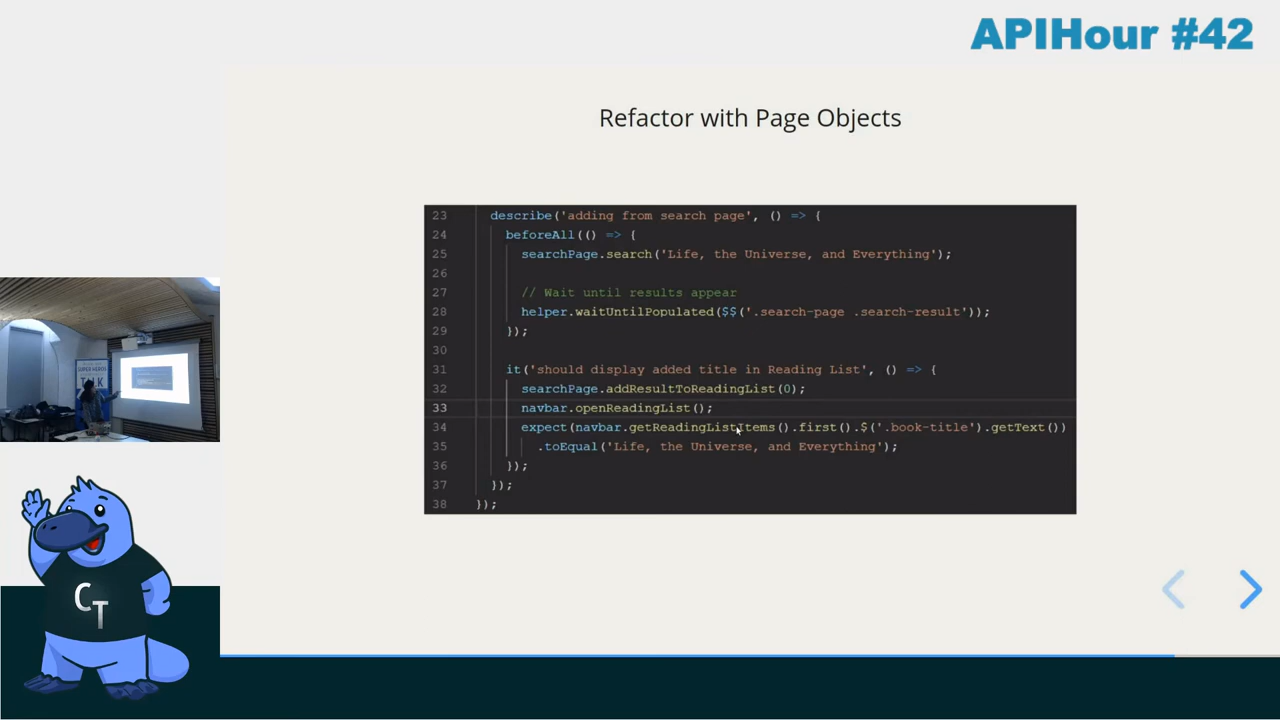 APIHour #42
Refactor with Page Objects
23 describe('adding from search page', () => {
24 beforeAll(() => {
25 searchPage.search('Life, the Universe, and Everything');
26
27 // Wait until results appear
28 helper.waitUntilPopulated($$('.search-page .search-result'));
29 });
30
31 it('should display added title in Reading List', () => {
32 searchPage.addResultToReadingList(0);
33 navbar.openReadingList();
34 expect(navbar.getReadingListItems().first().$('.book-title').getText())
35 .toEqual('Life, the Universe, and Everything');
36 });
37 });
38 });
SUPER HEROES
TALK
CT